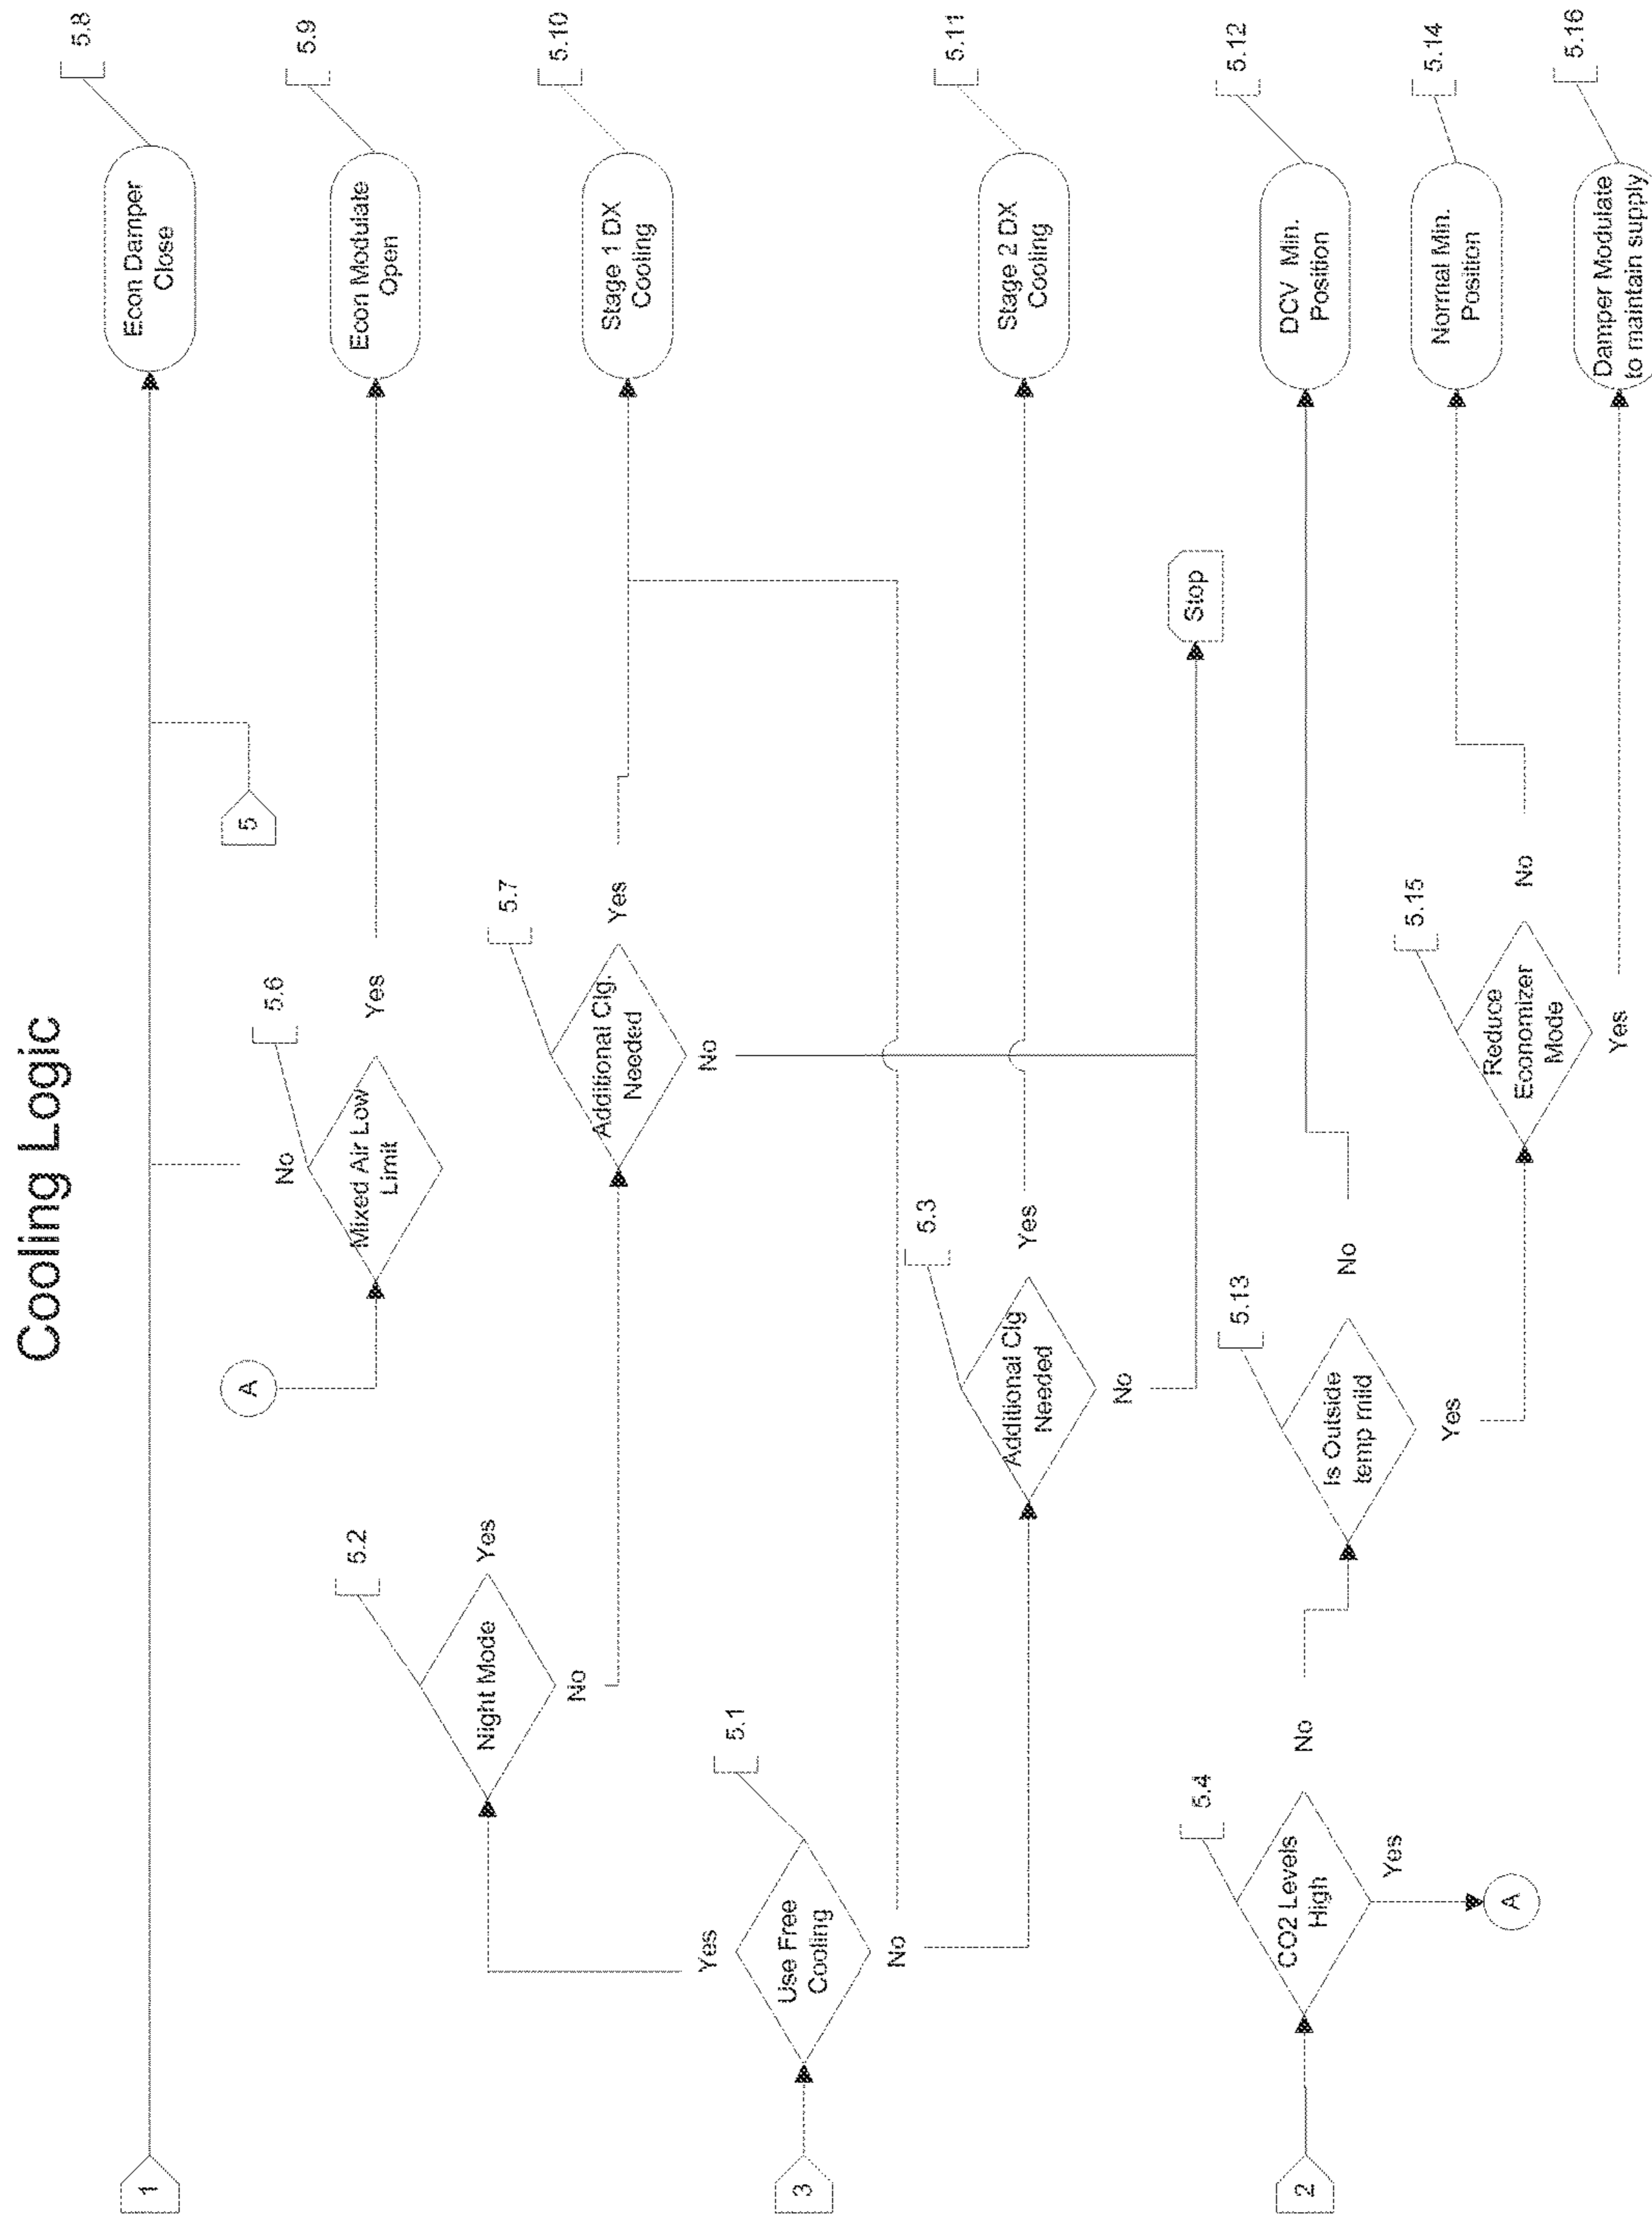 Cooling Logic
1
5.8
Econ Damper
Close
A
5
No
5.6
Mixed Air Low
Limit
Yes
5.9
Econ Modulate
Open
5.2
Night Mode
Yes
No
5.7
Additional Clg.
Needed
Yes
No
5.10
Stage 1 DX
Cooling
3
Yes
5.1
Use Free
Cooling
No
5.3
Additional Clg
Needed
Yes
No
5.11
Stage 2 DX
Cooling
Stop
2
5.4
CO2 Levels
High
No
Yes
A
5.13
Is Outside
temp mild
No
Yes
5.12
DCV Min.
Position
5.15
Reduce
Economizer
Mode
No
Yes
5.14
Normal Min.
Position
5.16
Damper Modulate
to maintain supply